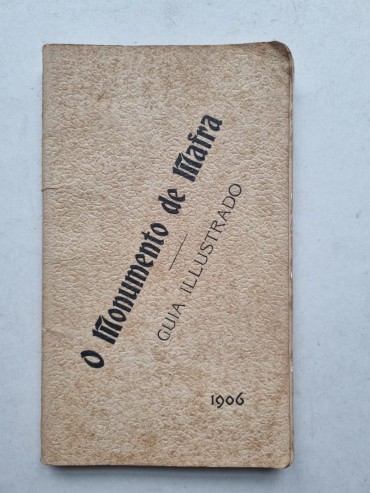 O Monumento de Mafra
GUIA ILLUSTRADO
1906